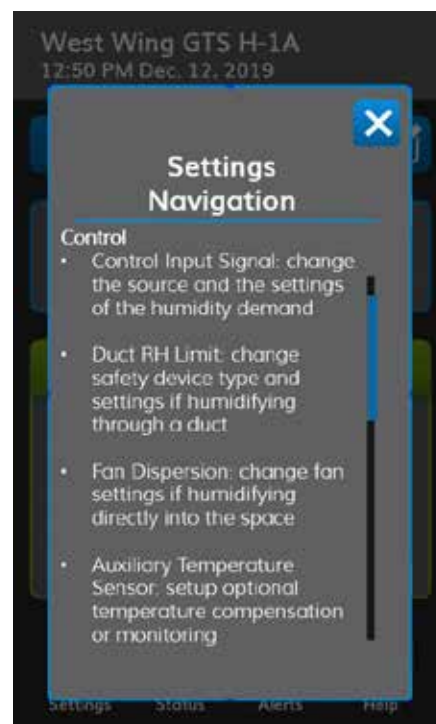 West Wing GTS H-1A
12:50 PM Dec. 12, 2019
Settings
Navigation
Control
• Control Input Signal: change
the source and the settings
of the humidity demand
• Duct RH Limit: change
safety device type and
settings if humidifying
through a duct
• Fan Dispersion: change fan
settings if humidifying
directly into the space
• Auxiliary Temperature
Sensor: setup optional
temperature compensation
or monitoring
Settings Status Alerts Help